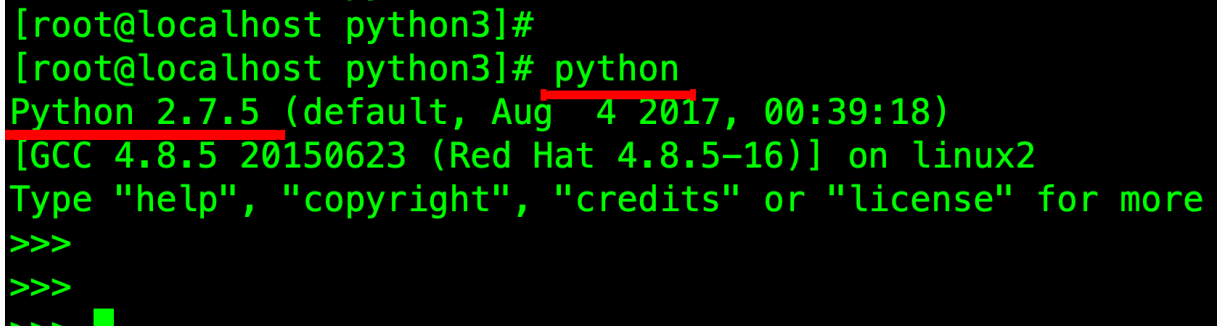 [root@localhost python3]#
[root@localhost python3]# python
Python 2.7.5 (default, Aug  4 2017, 00:39:18)
[GCC 4.8.5 20150623 (Red Hat 4.8.5-16)] on linux2
Type "help", "copyright", "credits" or "license" for more
>>>
>>>
>>>